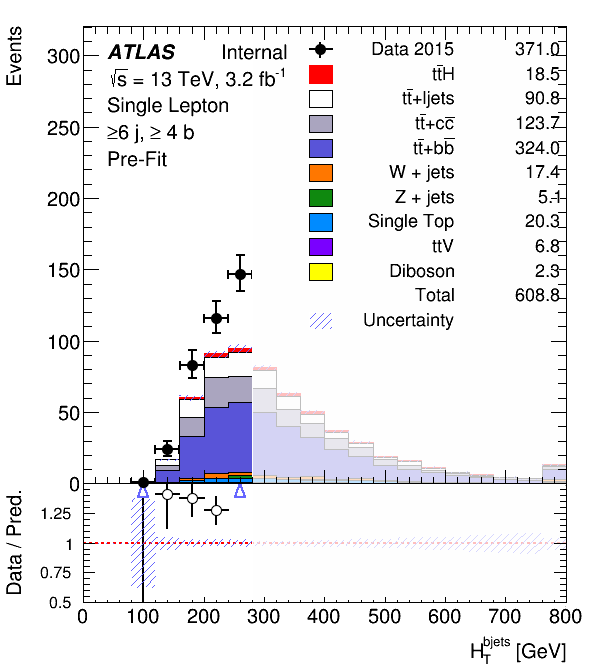 Events
ATLAS Internal
√s = 13 TeV, 3.2 fb⁻¹
Single Lepton
≥6 j, ≥ 4 b
Pre-Fit
Data 2015 371.0
tt̄H 18.5
tt̄+ljets 90.8
tt̄+cc̄ 123.7
tt̄+bb̄ 324.0
W + jets 17.4
Z + jets 5.1
Single Top 20.3
ttV 6.8
Diboson 2.3
Total 608.8
Uncertainty
300
250
200
150
100
50
0
Data / Pred.
1.25
1
0.75
0.5
0 100 200 300 400 500 600 700 800
H_T^bjets [GeV]